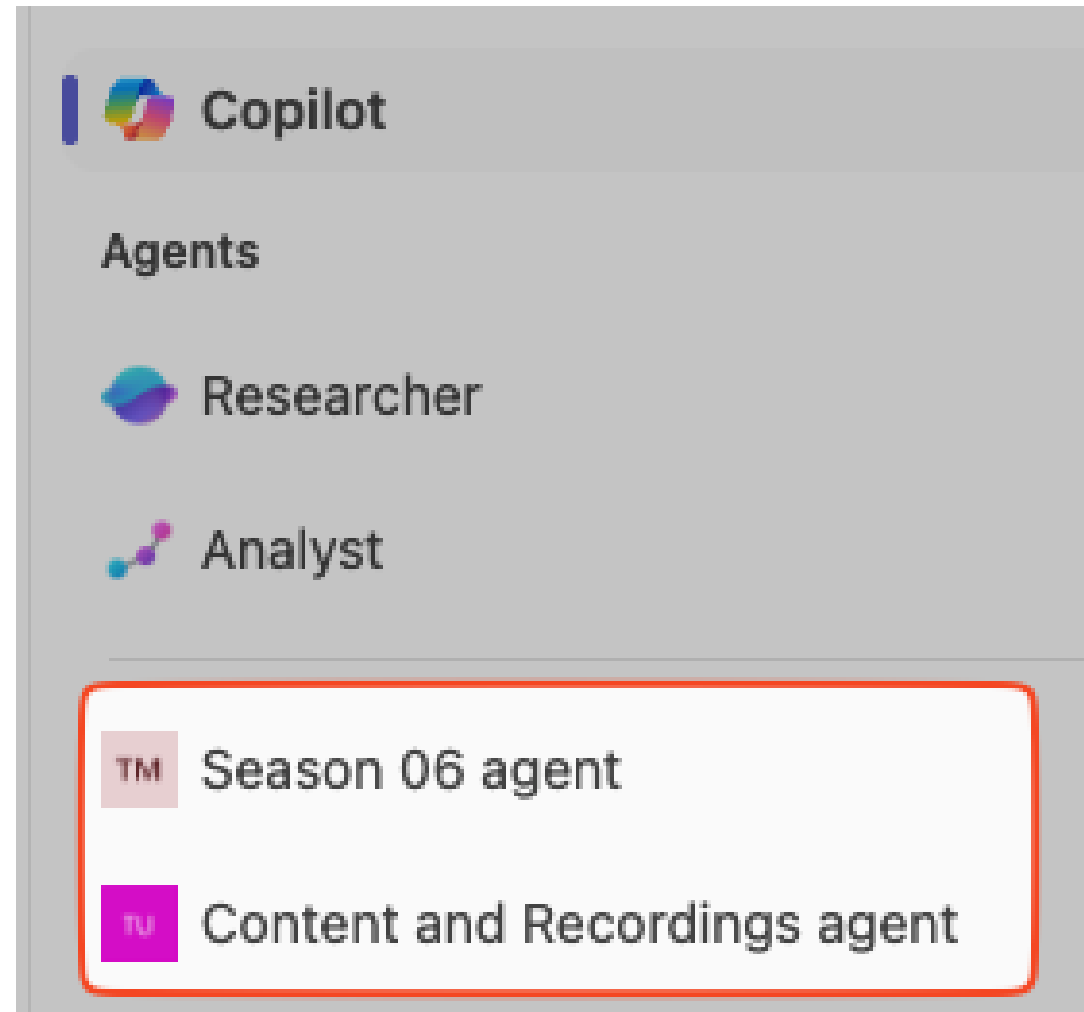 Copilot
Agents
Researcher
Analyst
TM Season 06 agent
TU Content and Recordings agent